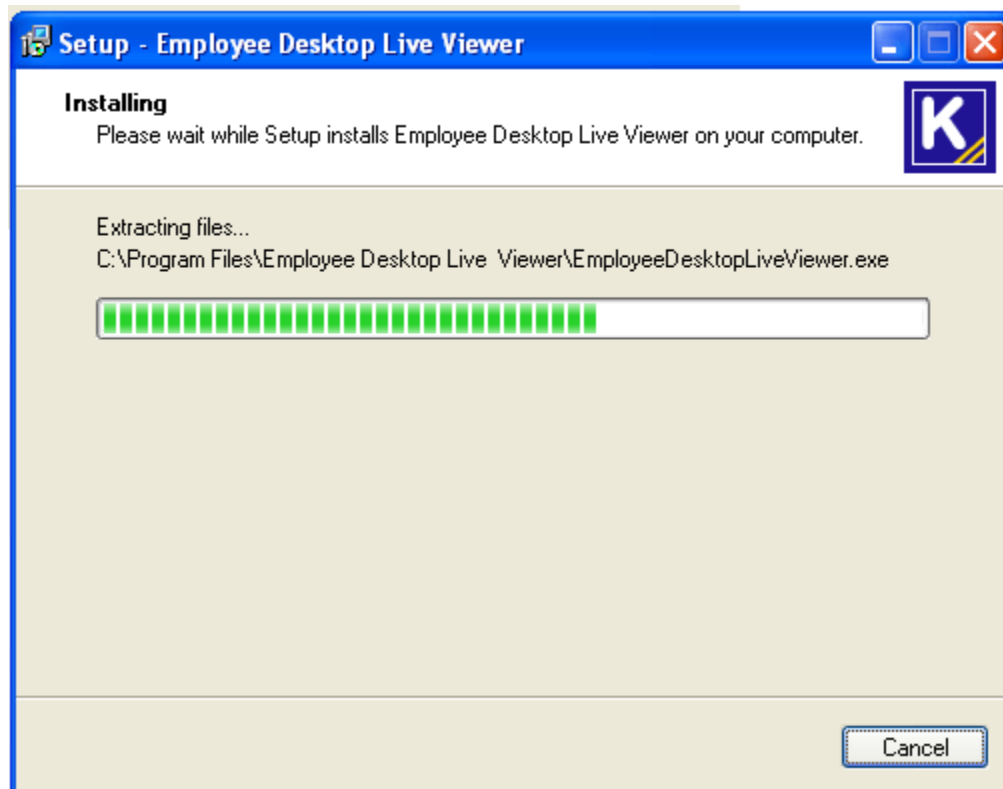 Setup - Employee Desktop Live Viewer
Installing
Please wait while Setup installs Employee Desktop Live Viewer on your computer.
K
Extracting files...
C:\Program Files\Employee Desktop Live  Viewer\EmployeeDesktopLiveViewer.exe
Cancel